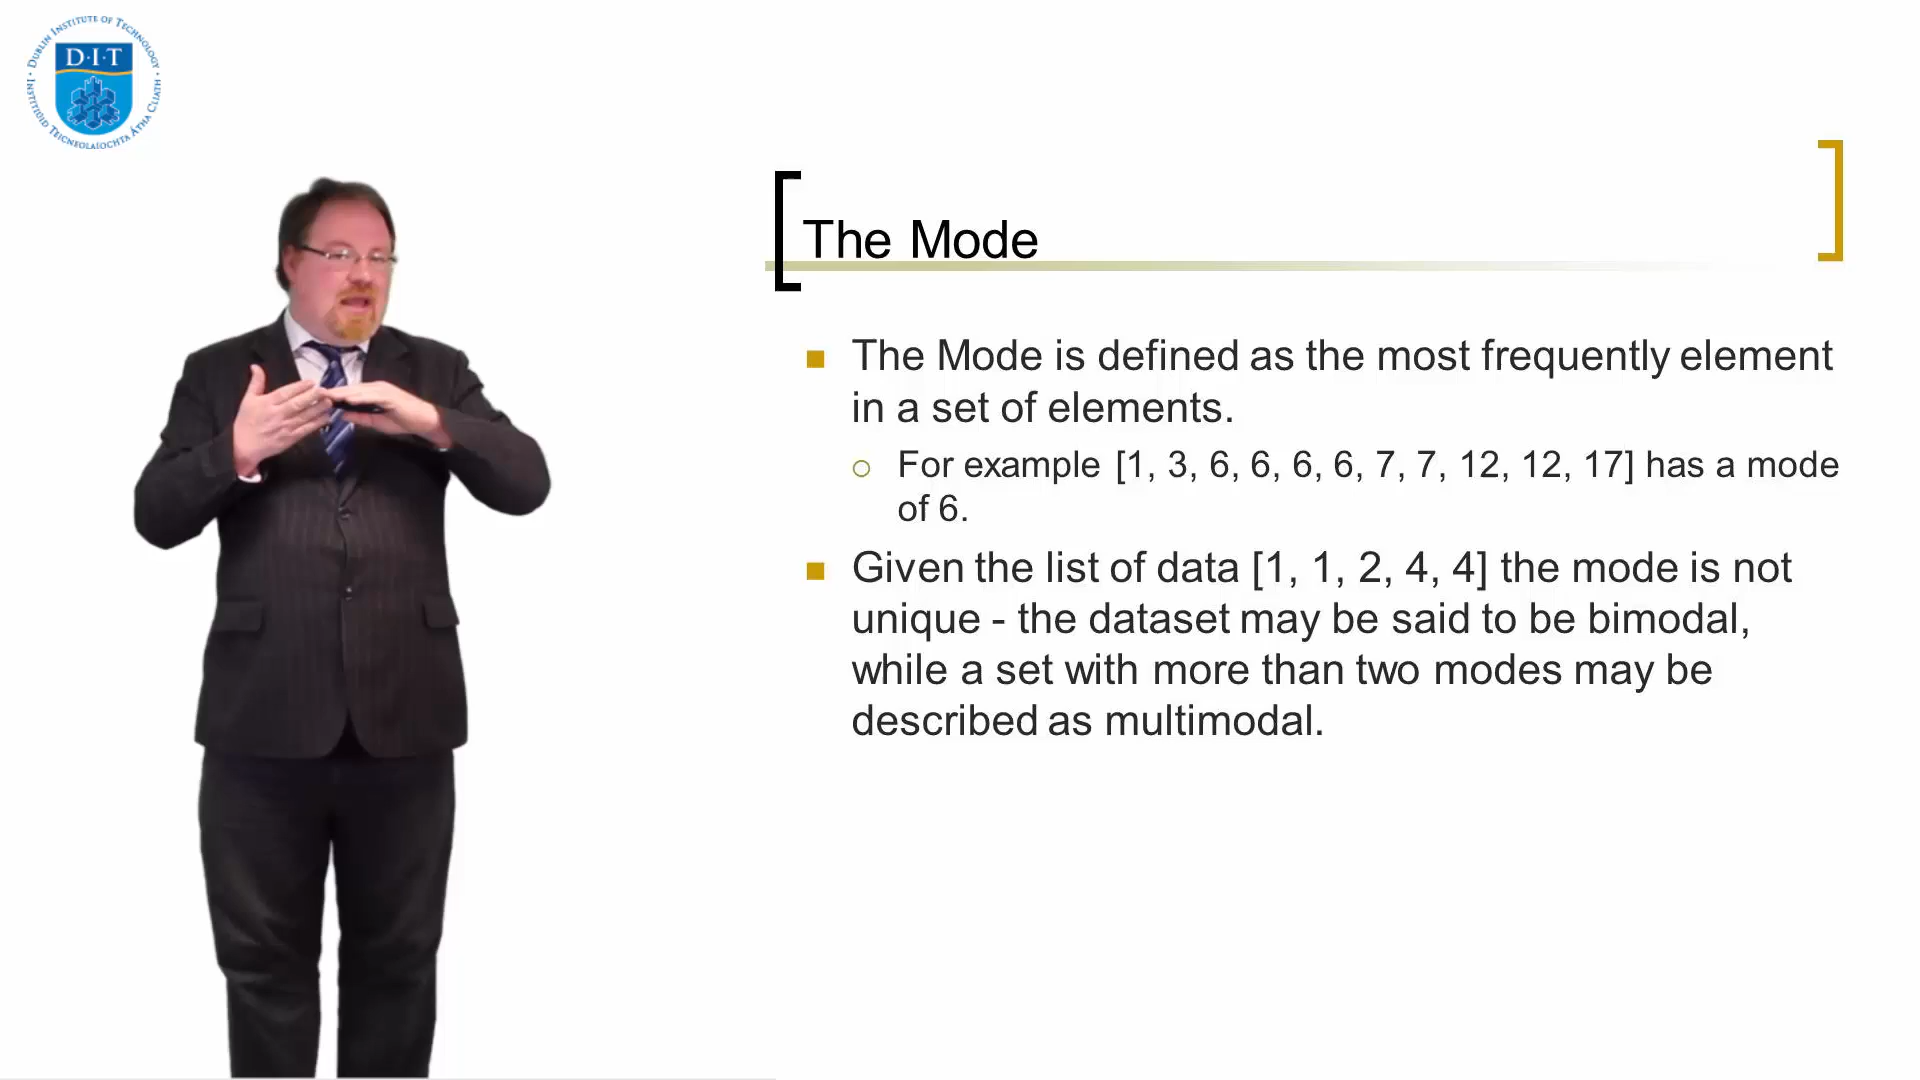 DUBLIN INSTITUTE OF TECHNOLOGY
INSTITIÚID TEICNEOLAÍOCHTA ÁTHA CLIATH
D·I·T
The Mode
The Mode is defined as the most frequently element
in a set of elements.
For example [1, 3, 6, 6, 6, 6, 7, 7, 12, 12, 17] has a mode
of 6.
Given the list of data [1, 1, 2, 4, 4] the mode is not
unique - the dataset may be said to be bimodal,
while a set with more than two modes may be
described as multimodal.